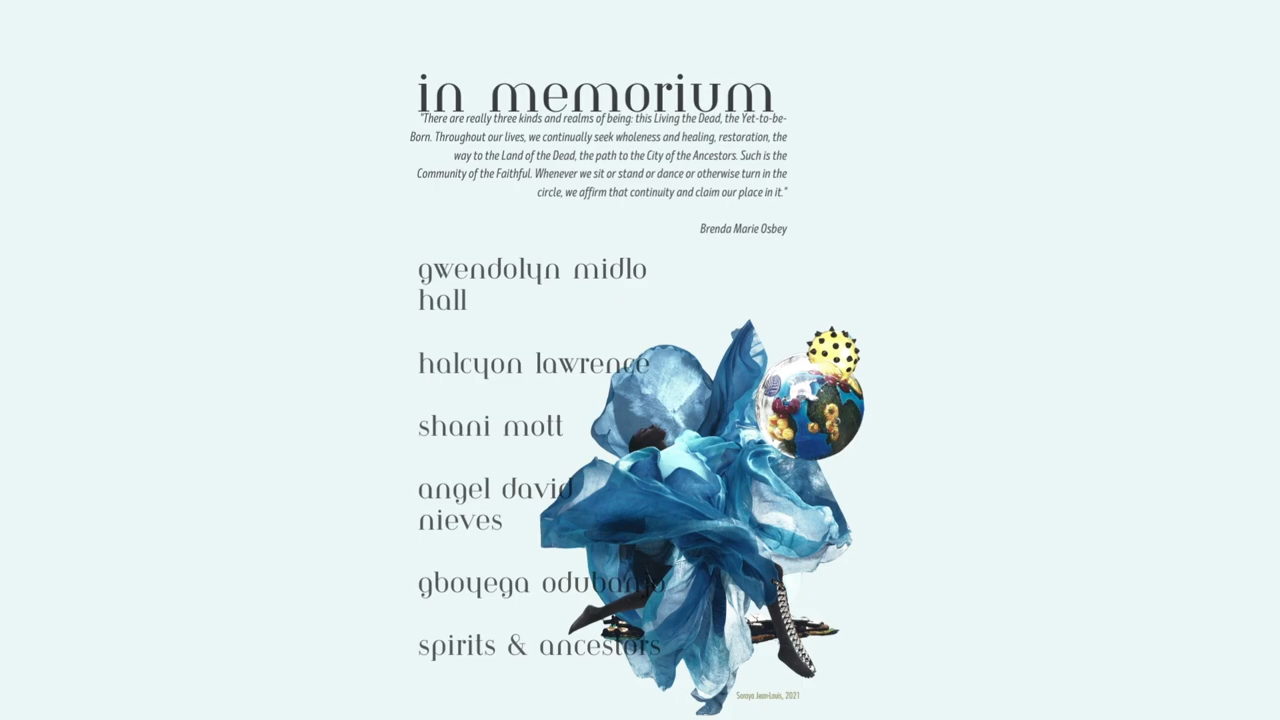 in memorium
"There are really three kinds and realms of being: this Living the Dead, the Yet-to-be-
Born. Throughout our lives, we continually seek wholeness and healing, restoration, the
way to the Land of the Dead, the path to the City of the Ancestors. Such is the
Community of the Faithful. Whenever we sit or stand or dance or otherwise turn in the
circle, we affirm that continuity and claim our place in it."
Brenda Marie Osbey
gwendolyn midlo
hall
halcyon lawrence
shani mott
angel david
nieves
gboyega odubanjo
spirits & ancestors
Soraya Jean-Louis, 2021